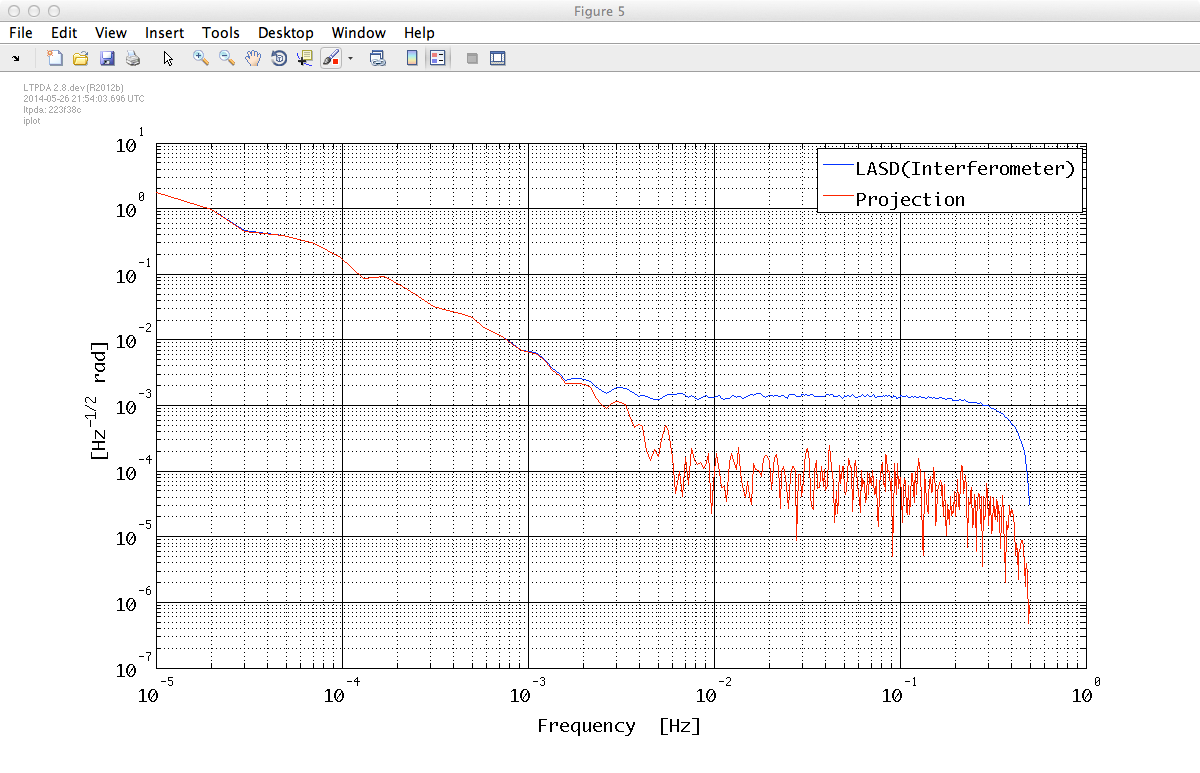 Figure 5
File Edit View Insert Tools Desktop Window Help
LTPDA 2.8.dev (R2012b)
2014-05-26 21:54:03.696 UTC
ltpda: 223f38c
iplot
LASD(Interferometer)
Projection
10^1
10^0
10^-1
10^-2
10^-3
10^-4
10^-5
10^-6
10^-7
[Hz^-1/2 rad]
10^-5 10^-4 10^-3 10^-2 10^-1 10^0
Frequency [Hz]